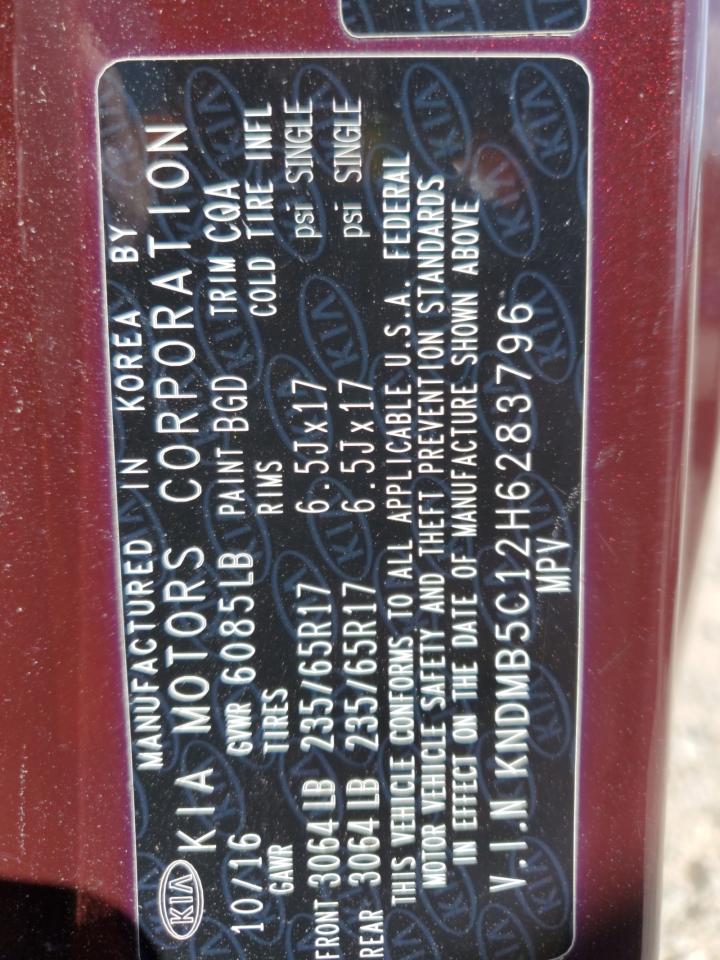 MANUFACTURED IN KOREA BY
KIA KIA MOTORS CORPORATION
10/16 GVWR 6085LB PAINT BGD TRIM CQA
GAWR TIRES RIMS COLD TIRE INFL
FRONT 3064LB 235/65R17 6.5Jx17 psi SINGLE
REAR 3064LB 235/65R17 6.5Jx17 psi SINGLE
THIS VEHICLE CONFORMS TO ALL APPLICABLE U.S.A. FEDERAL
MOTOR VEHICLE SAFETY AND THEFT PREVENTION STANDARDS
IN EFFECT ON THE DATE OF MANUFACTURE SHOWN ABOVE
V.I.N KNDMB5C12H6283796
MPV